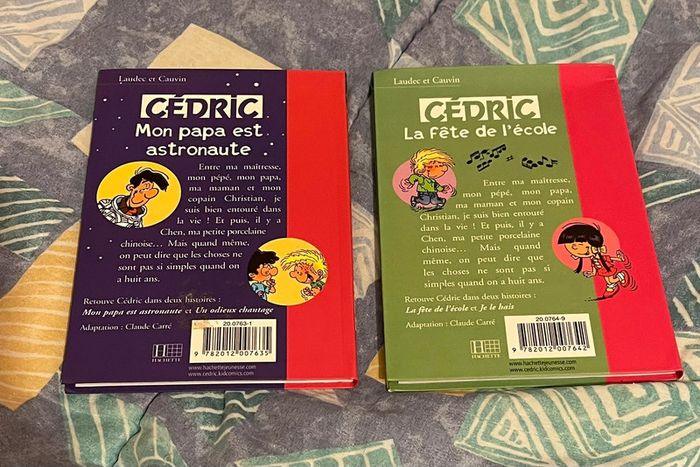 Laudec et Cauvin
CÉDRIC
Mon papa est
astronaute
Entre ma maîtresse,
mon pépé, mon papa,
ma maman et mon
copain Christian, je
suis bien entouré dans
la vie ! Et puis, il y a
Chen, ma petite porcelaine
chinoise... Mais quand même,
on peut dire que les choses ne
sont pas si simples quand on
a huit ans.
Retouve Cédric dans deux histoires :
Mon papa est astronaute et Un odieux chantage
Adaptation : Claude Carré
20.0763-1
9 782012 007635
HACHETTE
www.hachettejeunesse.com
www.cedric.kidcomics.com
Laudec et Cauvin
CÉDRIC
La fête de l'école
Entre ma maîtresse,
mon pépé, mon papa,
ma maman et mon copain
Christian, je suis bien entouré
dans la vie ! Et puis, il y a
Chen, ma petite porcelaine
chinoise... Mais quand
même, on peut dire que
les choses ne sont pas si
simples quand on a huit ans.
Retouve Cédric dans deux histoires :
La fête de l'école et Je le hais
Adaptation : Claude Carré
20.0764-9
9 782012 007642
HACHETTE
www.hachettejeunesse.com
www.cedric.kidcomics.com